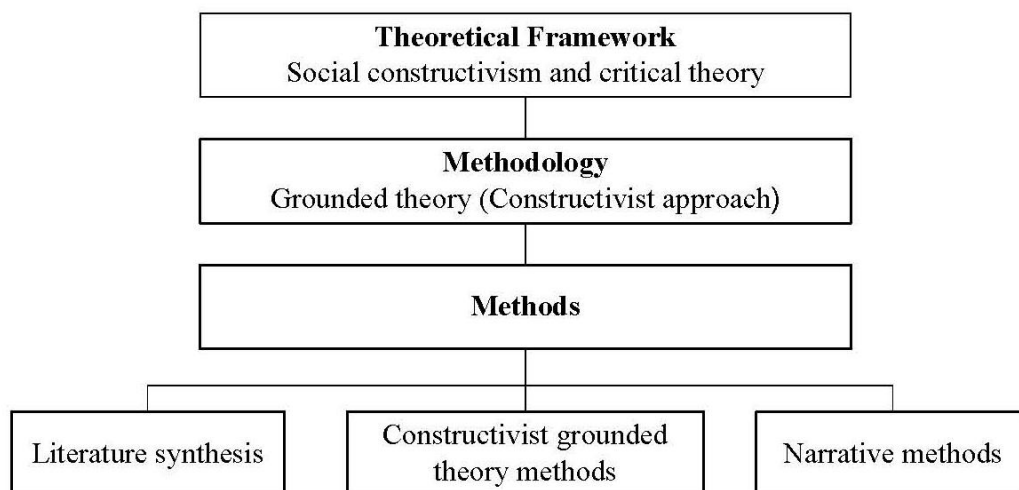 Theoretical Framework
Social constructivism and critical theory
Methodology
Grounded theory (Constructivist approach)
Methods
Literature synthesis
Constructivist grounded
theory methods
Narrative methods